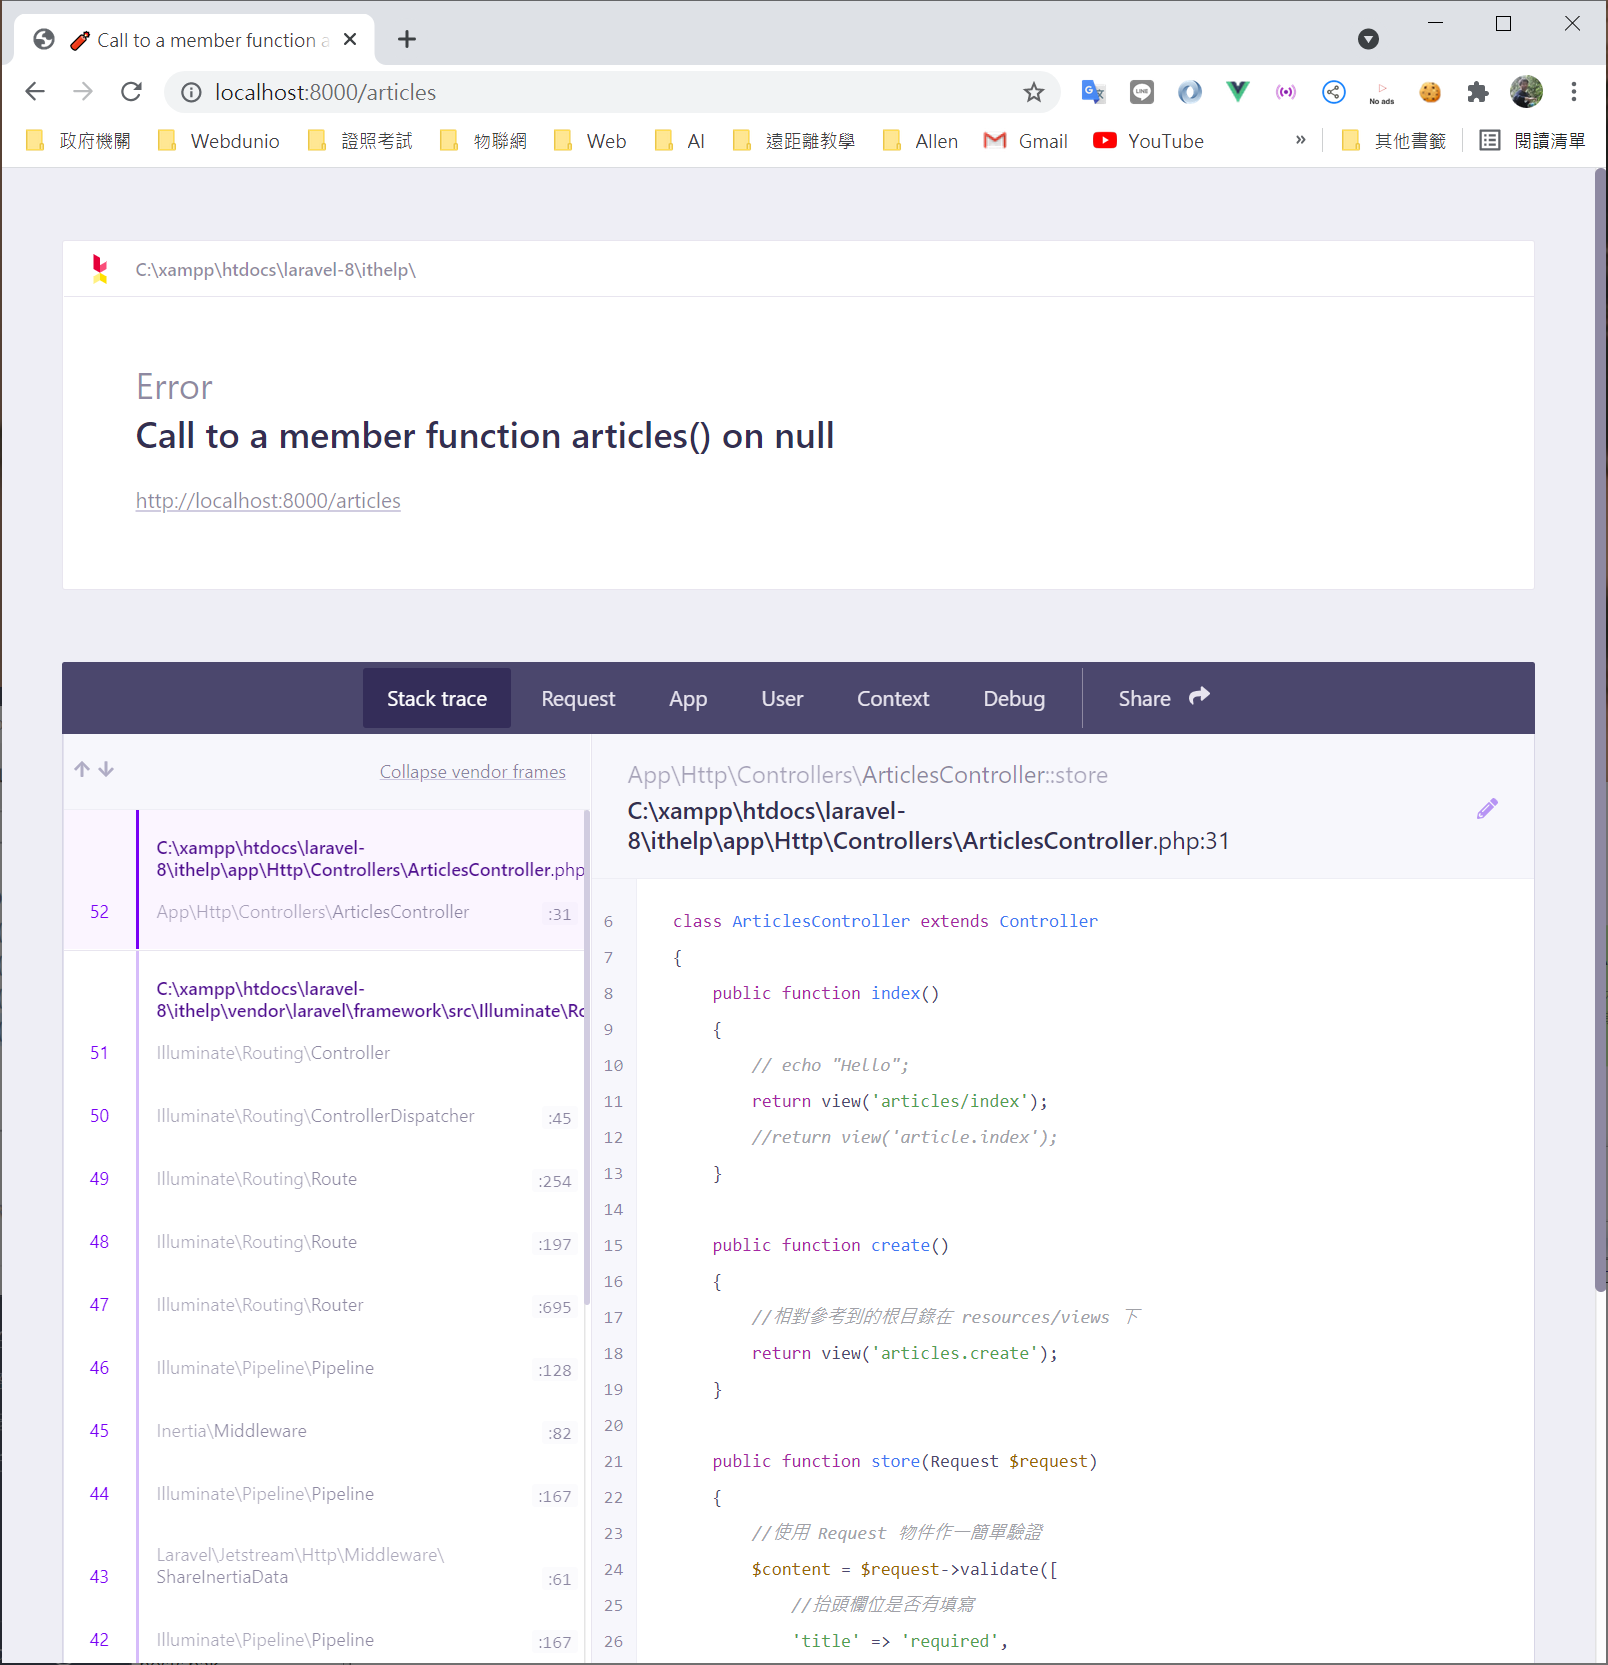 Call to a member function a
localhost:8000/articles
No ads
政府機關
Webdunio
證照考試
物聯網
Web
AI
遠距離教學
Allen
Gmail
YouTube
»
其他書籤
閱讀清單
C:\xampp\htdocs\laravel-8\ithelp\
Error
Call to a member function articles() on null
http://localhost:8000/articles
Stack trace
Request
App
User
Context
Debug
Share
Collapse vendor frames
C:\xampp\htdocs\laravel-
8\ithelp\app\Http\Controllers\ArticlesController.php
52 App\Http\Controllers\ArticlesController :31
C:\xampp\htdocs\laravel-
8\ithelp\vendor\laravel\framework\src\Illuminate\Ro
51 Illuminate\Routing\Controller
50 Illuminate\Routing\ControllerDispatcher :45
49 Illuminate\Routing\Route :254
48 Illuminate\Routing\Route :197
47 Illuminate\Routing\Router :695
46 Illuminate\Pipeline\Pipeline :128
45 Inertia\Middleware :82
44 Illuminate\Pipeline\Pipeline :167
Laravel\Jetstream\Http\Middleware\
43 ShareInertiaData :61
42 Illuminate\Pipeline\Pipeline :167
App\Http\Controllers\ArticlesController::store
C:\xampp\htdocs\laravel-
8\ithelp\app\Http\Controllers\ArticlesController.php:31
6 class ArticlesController extends Controller
7 {
8 public function index()
9 {
10 // echo "Hello";
11 return view('articles/index');
12 //return view('article.index');
13 }
14
15 public function create()
16 {
17 //相對參考到的根目錄在 resources/views 下
18 return view('articles.create');
19 }
20
21 public function store(Request $request)
22 {
23 //使用 Request 物件作一簡單驗證
24 $content = $request->validate([
25 //抬頭欄位是否有填寫
26 'title' => 'required',